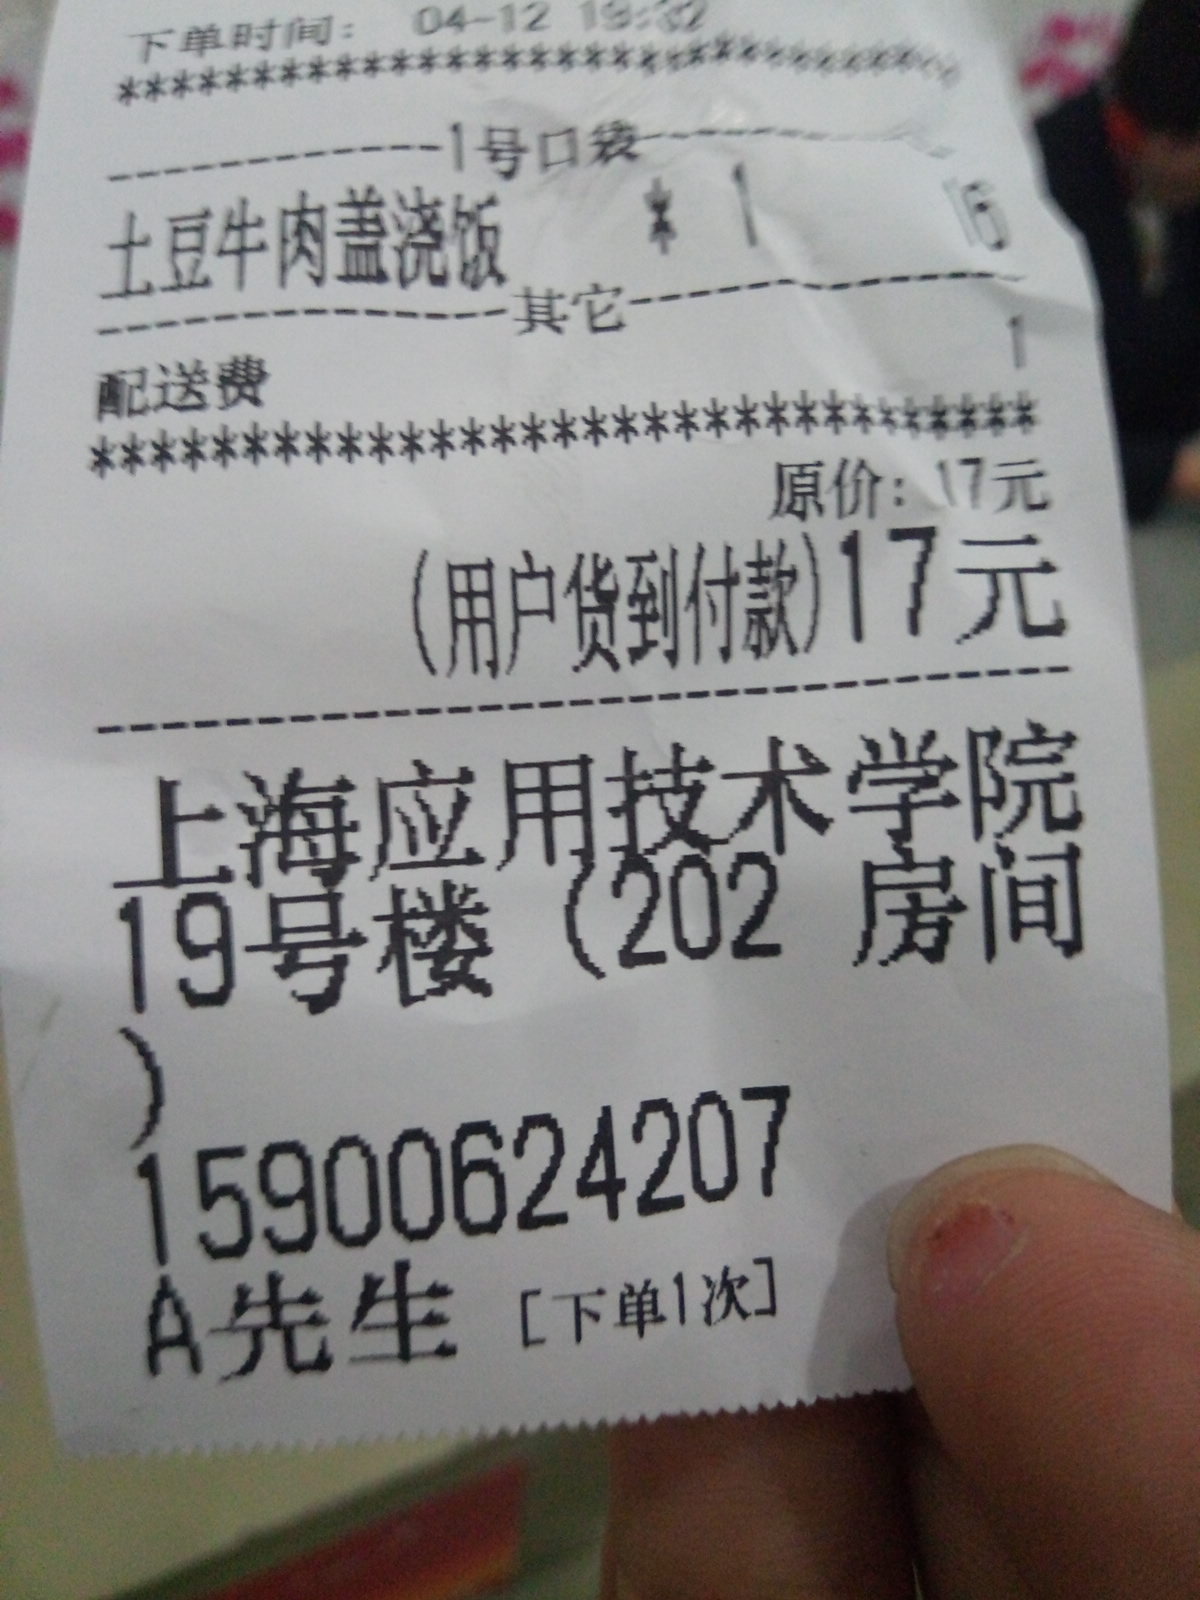 下单时间: 04-12 19:32
************************************
-----------1号口袋-----------
土豆牛肉盖浇饭 * 1 16
--------------其它--------------
配送费 1
********************************
原价: 17元
(用户货到付款)17元
--------------------------------
上海应用技术学院
19号楼 (202 房间
)
15900624207
A先生 [下单1次]